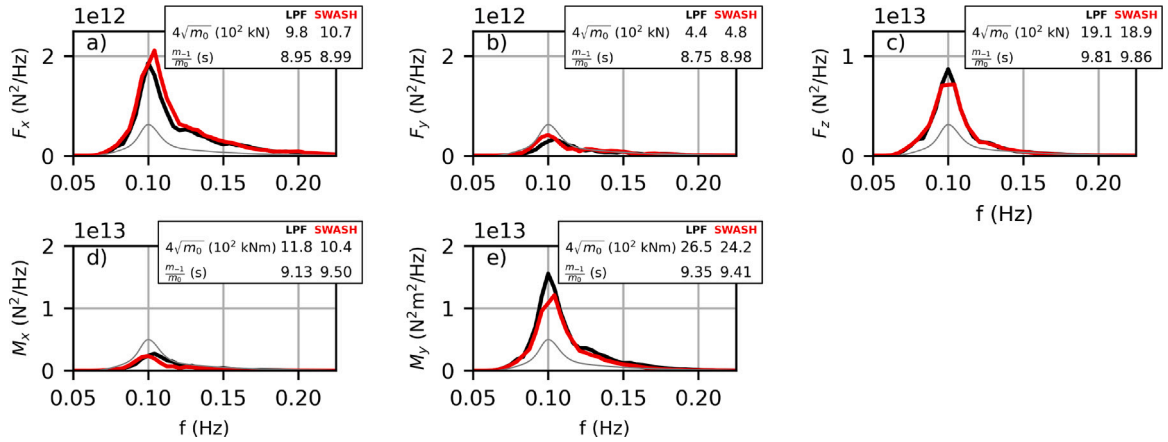 1e12
a)
LPF SWASH
4√m₀ (10² kN) 9.8 10.7
m₋₁/m₀ (s) 8.95 8.99
Fₓ (N²/Hz)
2
1
0
0.05 0.10 0.15 0.20
1e12
b)
LPF SWASH
4√m₀ (10² kN) 4.4 4.8
m₋₁/m₀ (s) 8.75 8.98
F_y (N²/Hz)
2
1
0
0.05 0.10 0.15 0.20
1e13
c)
LPF SWASH
4√m₀ (10² kN) 19.1 18.9
m₋₁/m₀ (s) 9.81 9.86
F_z (N²/Hz)
1
0
0.05 0.10 0.15 0.20
f (Hz)
1e13
d)
LPF SWASH
4√m₀ (10² kNm) 11.8 10.4
m₋₁/m₀ (s) 9.13 9.50
Mₓ (N²/Hz)
2
1
0
0.05 0.10 0.15 0.20
f (Hz)
1e13
e)
LPF SWASH
4√m₀ (10² kNm) 26.5 24.2
m₋₁/m₀ (s) 9.35 9.41
M_y (N²m²/Hz)
2
1
0
0.05 0.10 0.15 0.20
f (Hz)